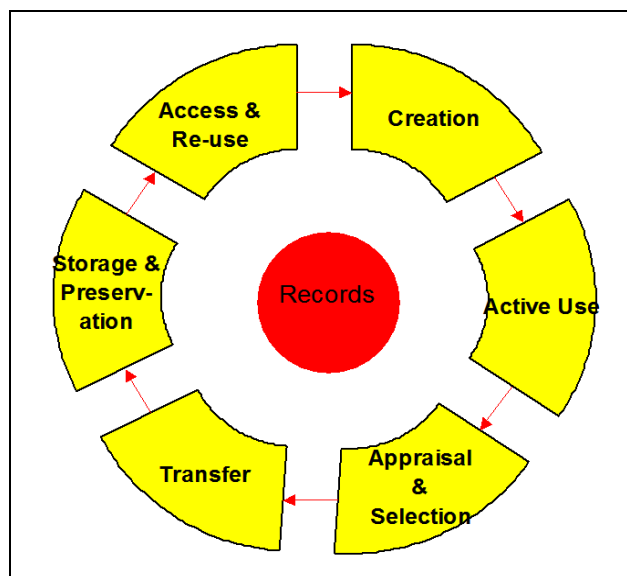 Access &
Re-use
Creation
Storage &
Preserv-
ation
Records
Active Use
Transfer
Appraisal
&
Selection